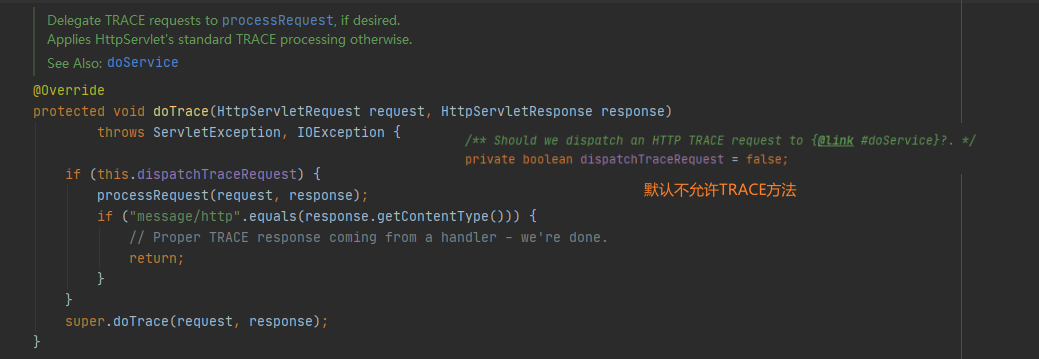 Delegate TRACE requests to processRequest, if desired.
Applies HttpServlet's standard TRACE processing otherwise.
See Also: doService
@Override
protected void doTrace(HttpServletRequest request, HttpServletResponse response)
throws ServletException, IOException {
/** Should we dispatch an HTTP TRACE request to {@link #doService}?. */
private boolean dispatchTraceRequest = false;
if (this.dispatchTraceRequest) {
默认不允许TRACE方法
processRequest(request, response);
if ("message/http".equals(response.getContentType())) {
// Proper TRACE response coming from a handler - we're done.
return;
}
}
super.doTrace(request, response);
}